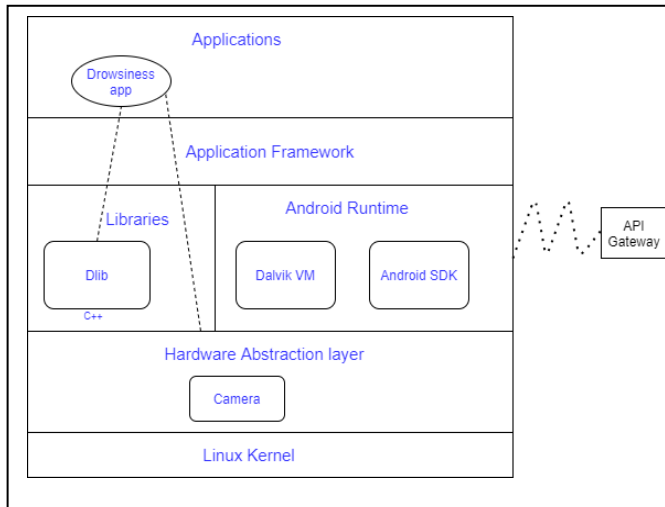 Applications
Drowsiness
app
Application Framework
Libraries
Android Runtime
Dlib
Dalvik VM
Android SDK
C++
API
Gateway
Hardware Abstraction layer
Camera
Linux Kernel